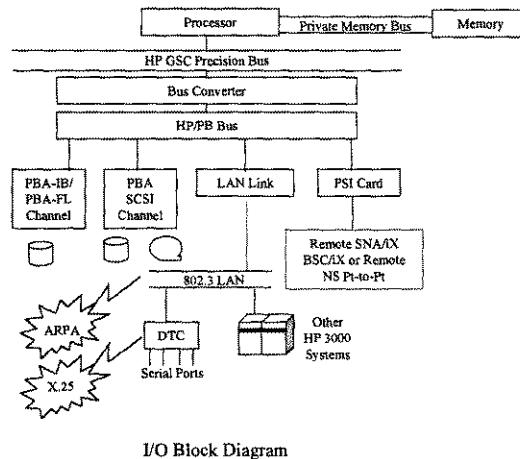 Processor
Private Memory Bus
Memory
HP GSC Precision Bus
Bus Converter
HP/PB Bus
PBA-IB/
PBA-FL
Channel
PBA
SCSI
Channel
LAN Link
PSI Card
Remote SNA/iX
BSC/iX or Remote
NS Pt-to-Pt
802.3 LAN
ARPA
DTC
Other
HP 3000
Systems
X.25
Serial Ports
I/O Block Diagram